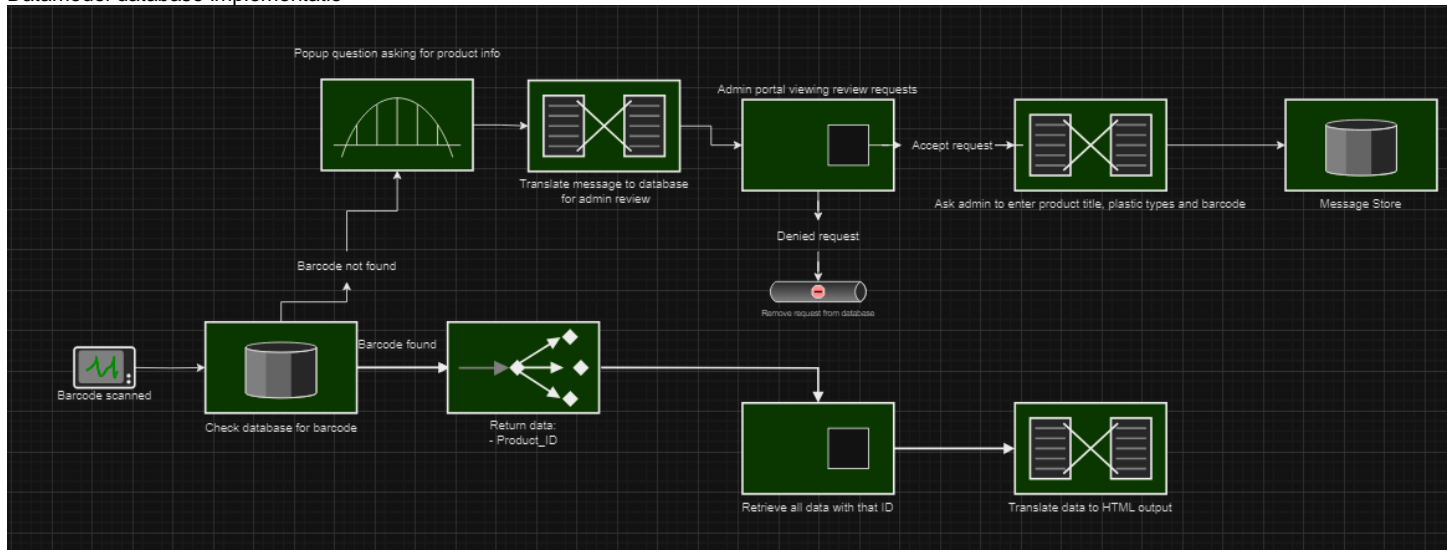 Datamodel database implementatie
Popup question asking for product info
Admin portal viewing review requests
Accept request
Translate message to database
for admin review
Ask admin to enter product title, plastic types and barcode
Message Store
Denied request
Barcode not found
Remove request from database
Barcode found
Barcode scanned
Check database for barcode
Return data:
- Product_ID
Retrieve all data with that ID
Translate data to HTML output